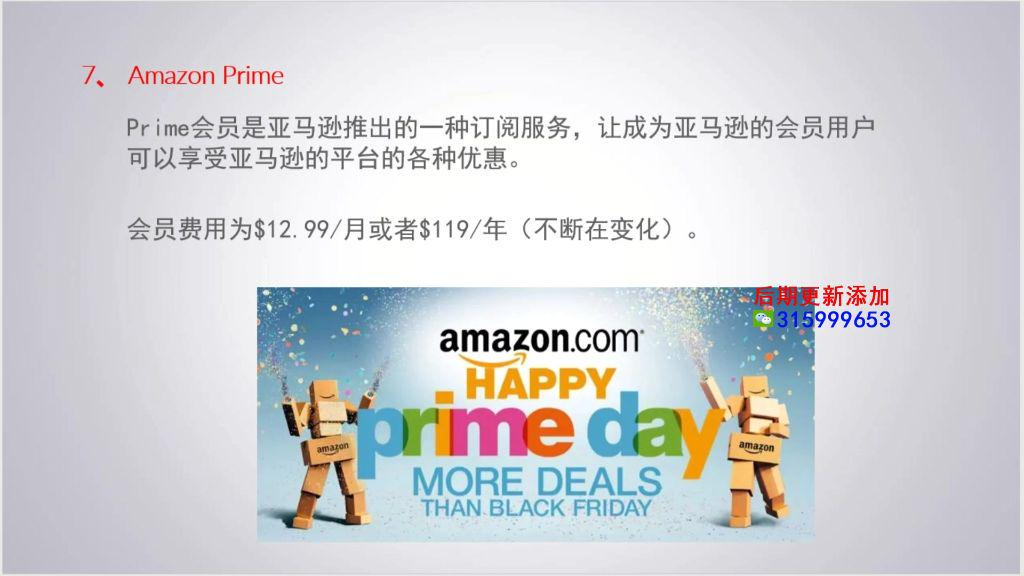 7、 Amazon Prime
Prime会员是亚马逊推出的一种订阅服务，让成为亚马逊的会员用户
可以享受亚马逊的平台的各种优惠。
会员费用为$12.99/月或者$119/年（不断在变化）。
后期更新添加
315999653
amazon.com
HAPPY
prime day
MORE DEALS
THAN BLACK FRIDAY
amazon
amazon